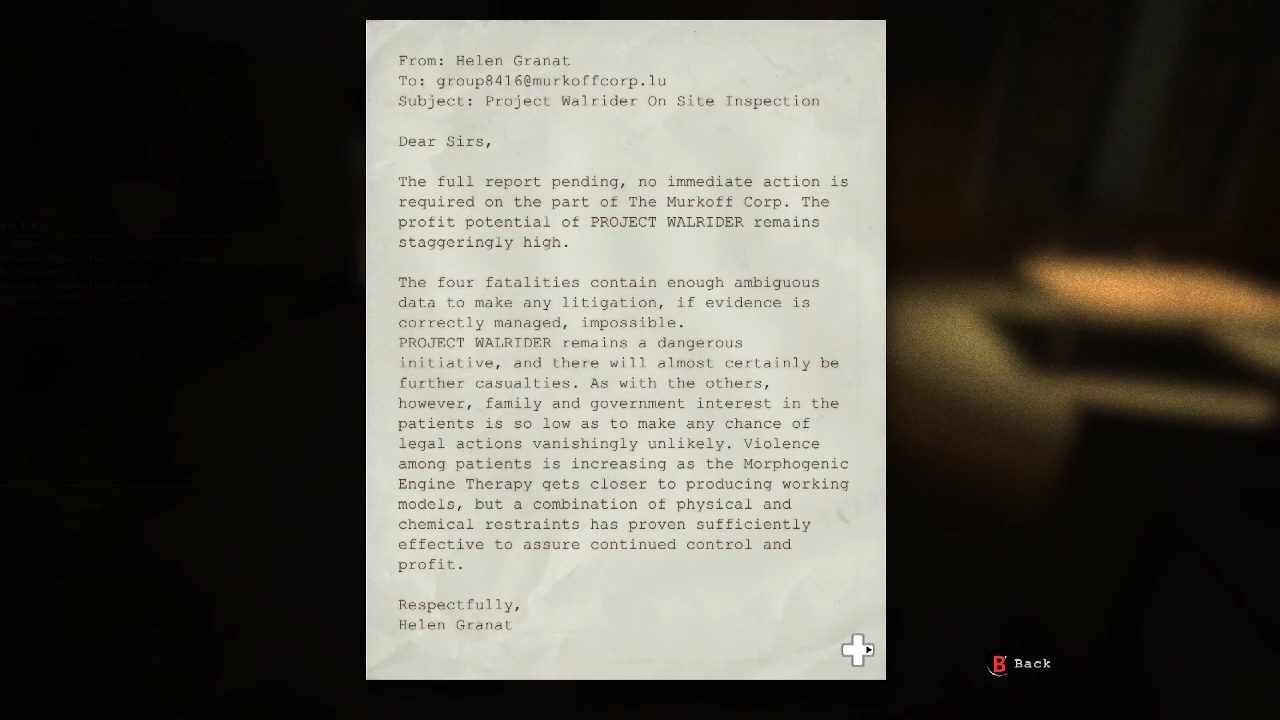 From: Helen Granat
To: group8416@murkoffcorp.lu
Subject: Project Walrider On Site Inspection
Dear Sirs,
The full report pending, no immediate action is
required on the part of The Murkoff Corp. The
profit potential of PROJECT WALRIDER remains
staggeringly high.
The four fatalities contain enough ambiguous
data to make any litigation, if evidence is
correctly managed, impossible.
PROJECT WALRIDER remains a dangerous
initiative, and there will almost certainly be
further casualties. As with the others,
however, family and government interest in the
patients is so low as to make any chance of
legal actions vanishingly unlikely. Violence
among patients is increasing as the Morphogenic
Engine Therapy gets closer to producing working
models, but a combination of physical and
chemical restraints has proven sufficiently
effective to assure continued control and
profit.
Respectfully,
Helen Granat
B Back